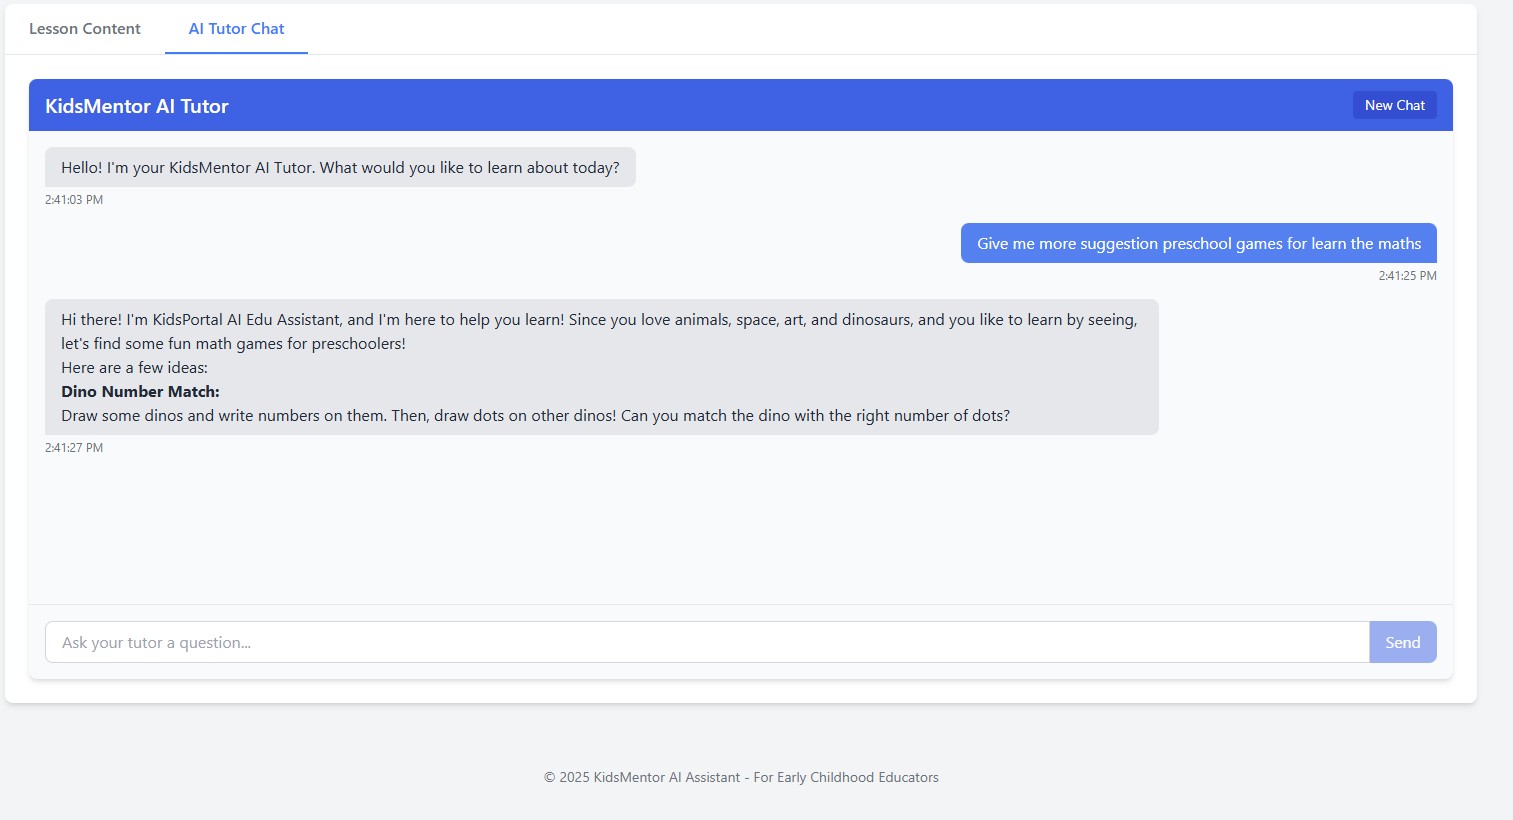 Lesson Content
AI Tutor Chat
KidsMentor AI Tutor
New Chat
Hello! I'm your KidsMentor AI Tutor. What would you like to learn about today?
2:41:03 PM
Give me more suggestion preschool games for learn the maths
2:41:25 PM
Hi there! I'm KidsPortal AI Edu Assistant, and I'm here to help you learn! Since you love animals, space, art, and dinosaurs, and you like to learn by seeing,
let's find some fun math games for preschoolers!
Here are a few ideas:
Dino Number Match:
Draw some dinos and write numbers on them. Then, draw dots on other dinos! Can you match the dino with the right number of dots?
2:41:27 PM
Ask your tutor a question...
Send
© 2025 KidsMentor AI Assistant - For Early Childhood Educators